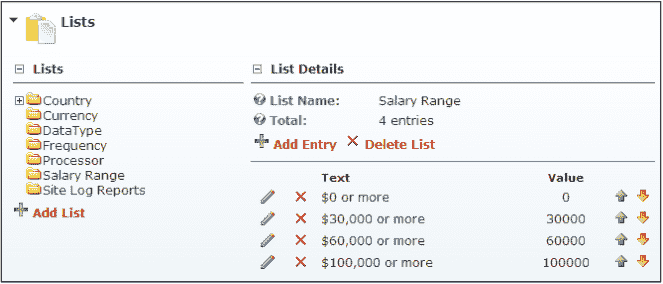 Lists
Lists
Country
Currency
DataType
Frequency
Processor
Salary Range
Site Log Reports
Add List
List Details
List Name: Salary Range
Total: 4 entries
Add Entry Delete List
Text Value
$0 or more 0
$30,000 or more 30000
$60,000 or more 60000
$100,000 or more 100000